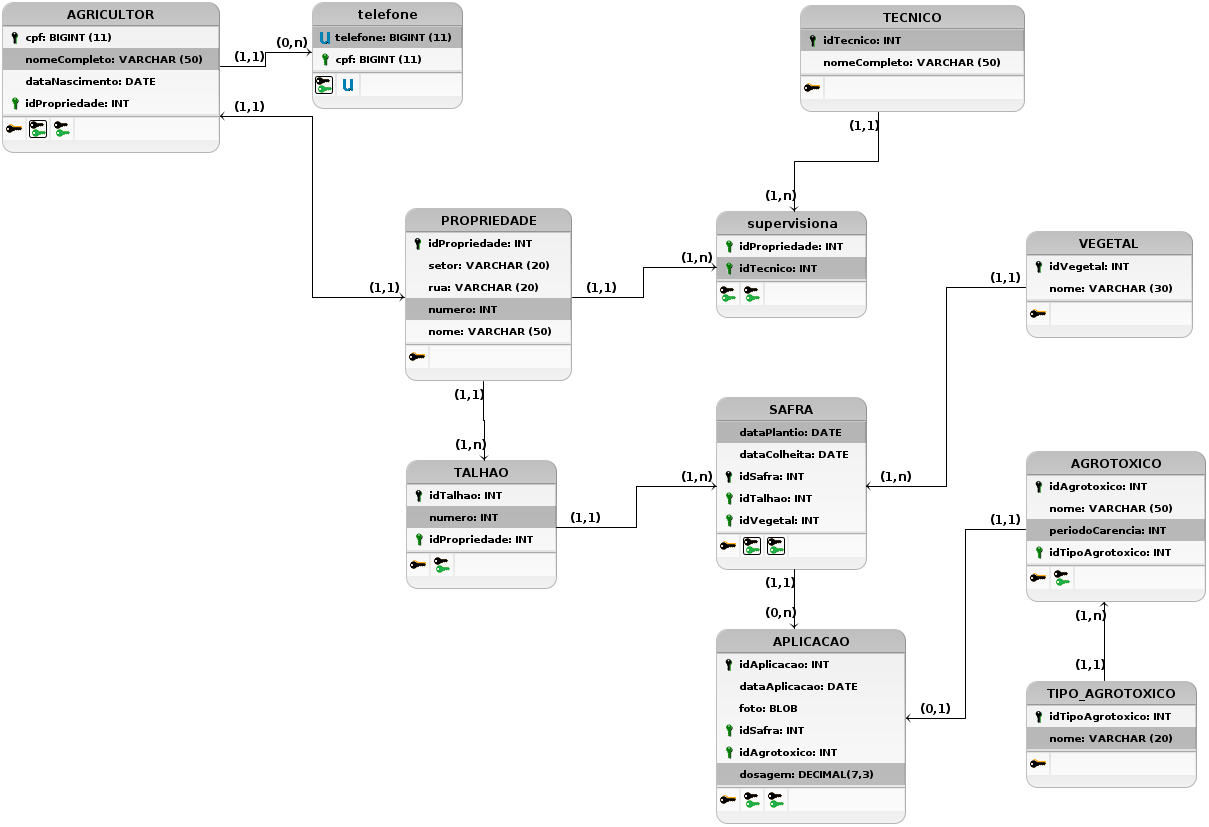 AGRICULTOR
cpf: BIGINT (11)
nomeCompleto: VARCHAR (50)
dataNascimento: DATE
idPropriedade: INT
(1,1)
(0,n)
(1,1)
telefone
U telefone: BIGINT (11)
cpf: BIGINT (11)
U
TECNICO
idTecnico: INT
nomeCompleto: VARCHAR (50)
(1,1)
(1,n)
PROPRIEDADE
idPropriedade: INT
setor: VARCHAR (20)
rua: VARCHAR (20)
numero: INT
nome: VARCHAR (50)
(1,1)
(1,1)
(1,n)
supervisiona
idPropriedade: INT
idTecnico: INT
VEGETAL
idVegetal: INT
nome: VARCHAR (30)
(1,1)
(1,n)
(1,1)
(1,n)
TALHAO
idTalhao: INT
numero: INT
idPropriedade: INT
(1,1)
(1,n)
SAFRA
dataPlantio: DATE
dataColheita: DATE
idSafra: INT
idTalhao: INT
idVegetal: INT
(1,1)
(0,n)
AGROTOXICO
idAgrotoxico: INT
nome: VARCHAR (50)
periodoCarencia: INT
idTipoAgrotoxico: INT
(1,1)
(0,1)
(1,n)
(1,1)
APLICACAO
idAplicacao: INT
dataAplicacao: DATE
foto: BLOB
idSafra: INT
idAgrotoxico: INT
dosagem: DECIMAL(7,3)
TIPO_AGROTOXICO
idTipoAgrotoxico: INT
nome: VARCHAR (20)